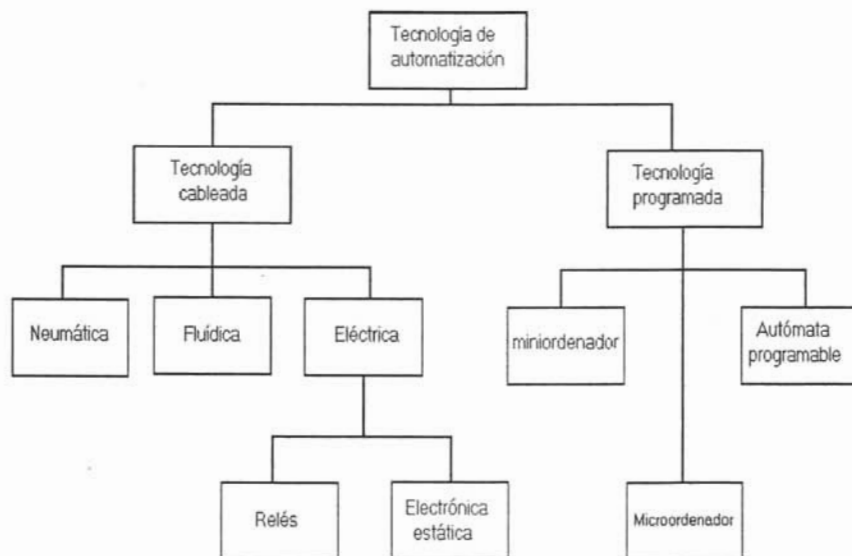 Tecnología de
automatización
Tecnología
cableada
Tecnología
programada
Neumática
Fluídica
Eléctrica
miniordenador
Autómata
programable
Relés
Electrónica
estática
Microordenador